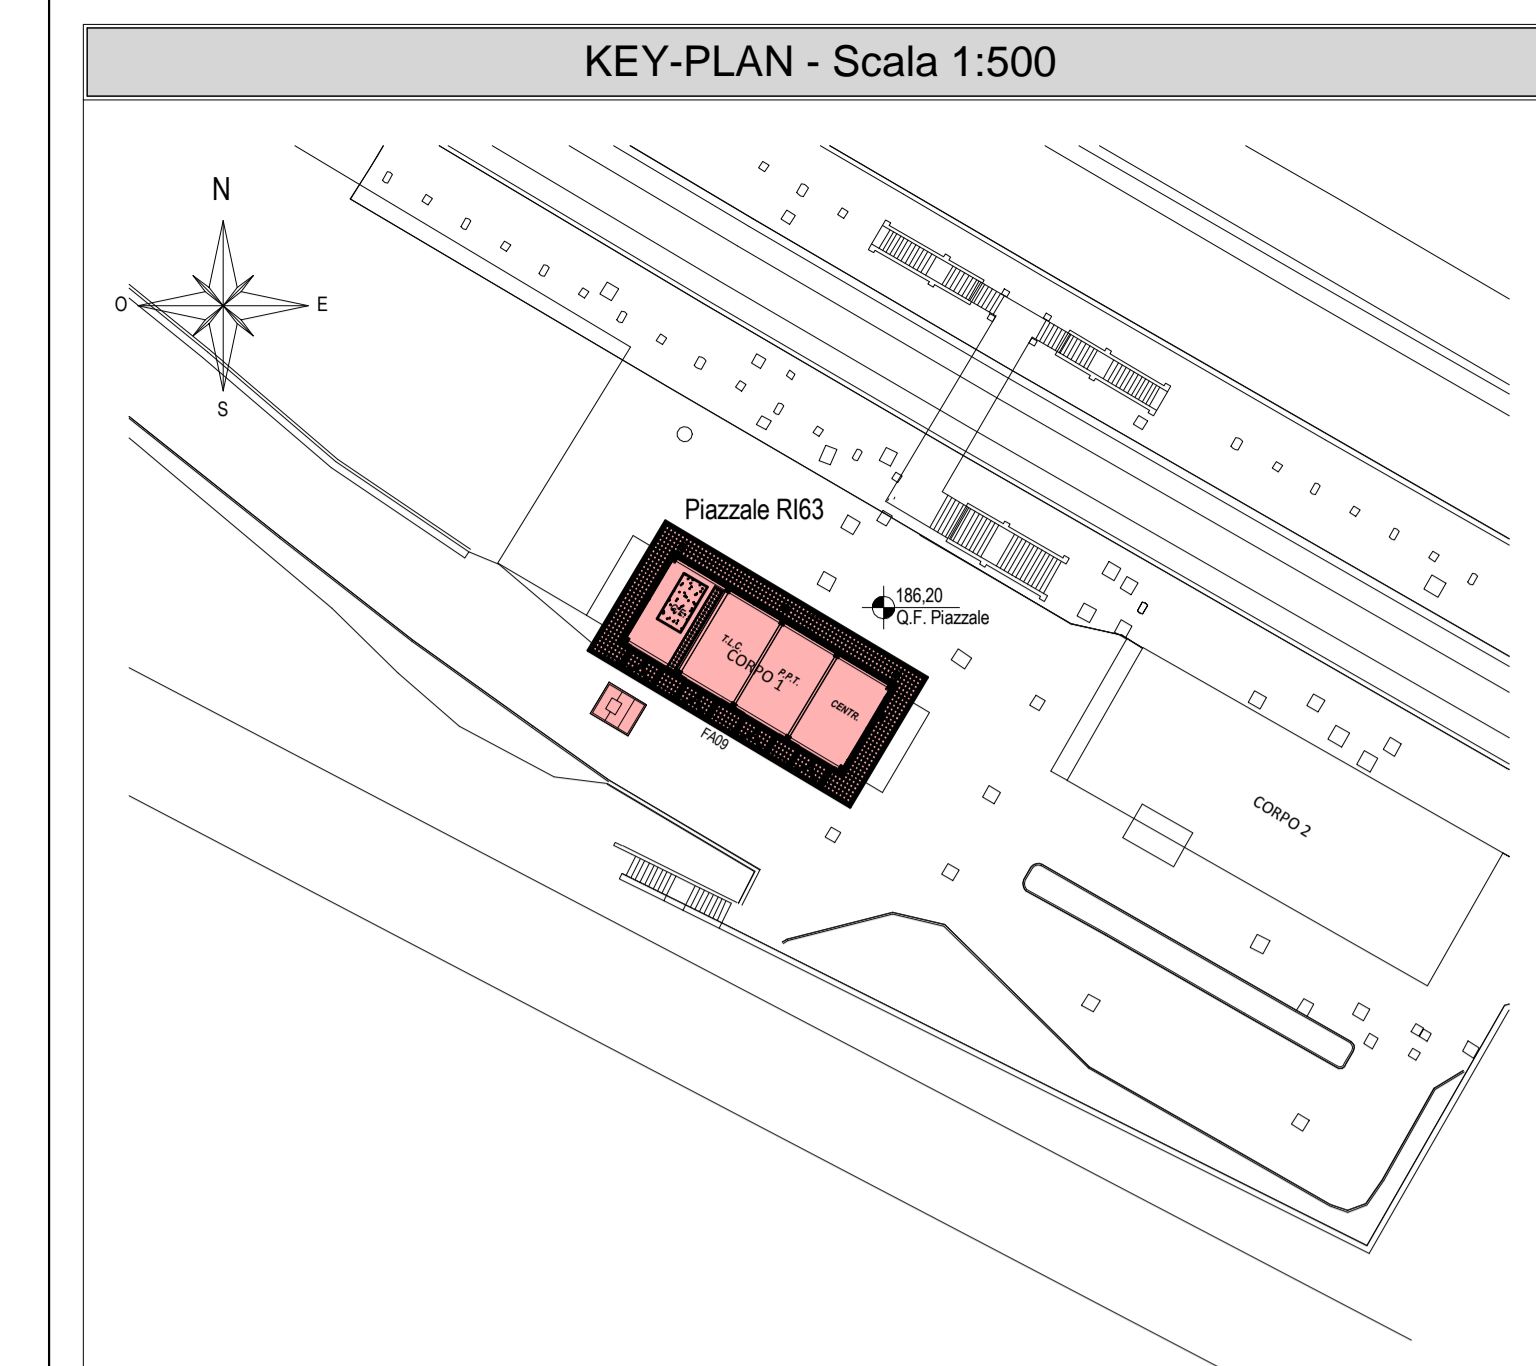 KEY-PLAN - Scala 1:500
N
O
E
S
Piazzale RI63
186,20
Q.F. Piazzale
T.L.C.
CORPO 1
P.P.T.
CENTR.
FA09
CORPO 2